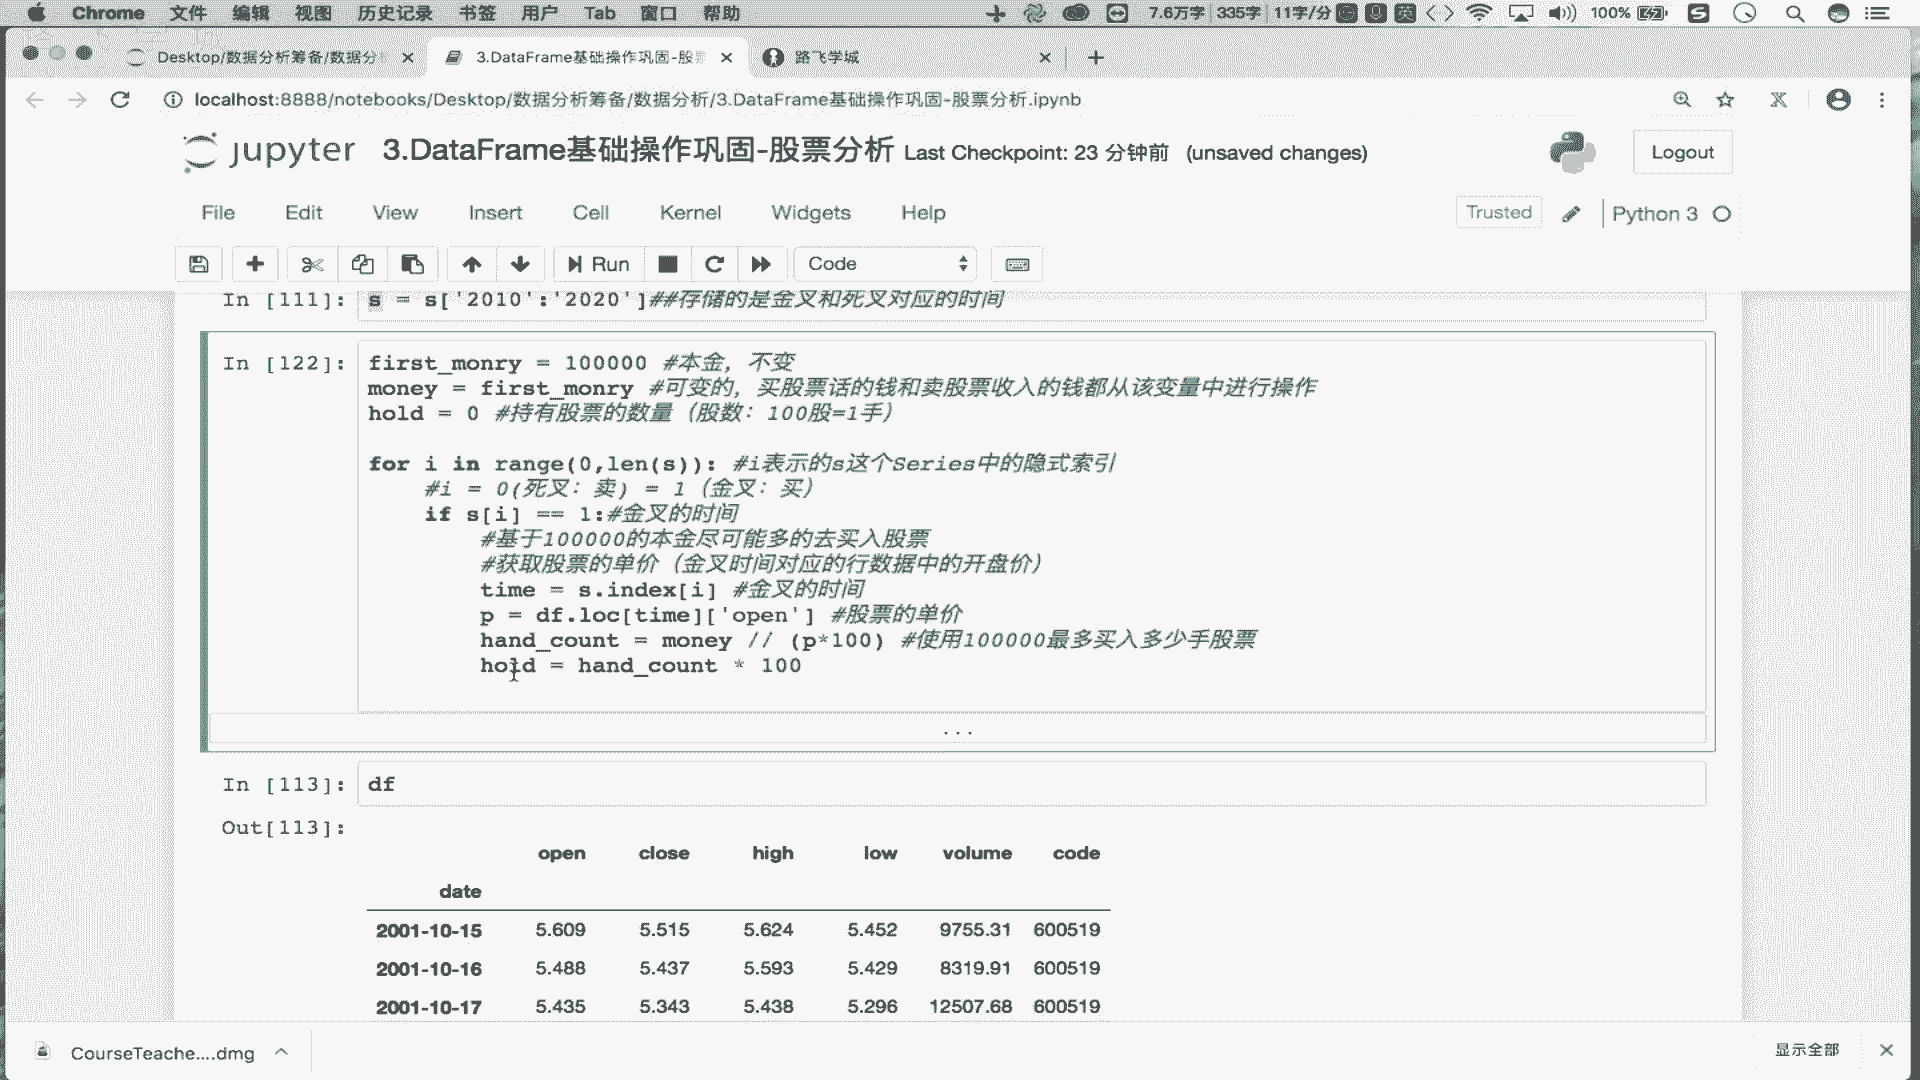 Chrome 文件 编辑 视图 历史记录 书签 用户 Tab 窗口 帮助 7.6万字 335字 11字/分 英 100%
Desktop/数据分析筹备/数据分 3.DataFrame基础操作巩固-股 路飞学城
localhost:8888/notebooks/Desktop/数据分析筹备/数据分析/3.DataFrame基础操作巩固-股票分析.ipynb
jupyter 3.DataFrame基础操作巩固-股票分析 Last Checkpoint: 23 分钟前 (unsaved changes) Logout
File Edit View Insert Cell Kernel Widgets Help Trusted Python 3
Run Code
In [111]: s = s['2010':'2020']##存储的是金叉和死叉对应的时间
In [122]: first_monry = 100000 #本金，不变
money = first_monry #可变的，买股票话的钱和卖股票收入的钱都从该变量中进行操作
hold = 0 #持有股票的数量（股数：100股=1手）
for i in range(0,len(s)): #i表示的s这个Series中的隐式索引
#i = 0(死叉：卖) = 1（金叉：买）
if s[i] == 1:#金叉的时间
#基于100000的本金尽可能多的去买入股票
#获取股票的单价（金叉时间对应的行数据中的开盘价）
time = s.index[i] #金叉的时间
p = df.loc[time]['open'] #股票的单价
hand_count = money // (p*100) #使用100000最多买入多少手股票
hold = hand_count * 100
...
In [113]: df
Out[113]:
open close high low volume code
date
2001-10-15 5.609 5.515 5.624 5.452 9755.31 600519
2001-10-16 5.488 5.437 5.593 5.429 8319.91 600519
2001-10-17 5.435 5.343 5.438 5.296 12507.68 600519
CourseTeache....dmg 显示全部